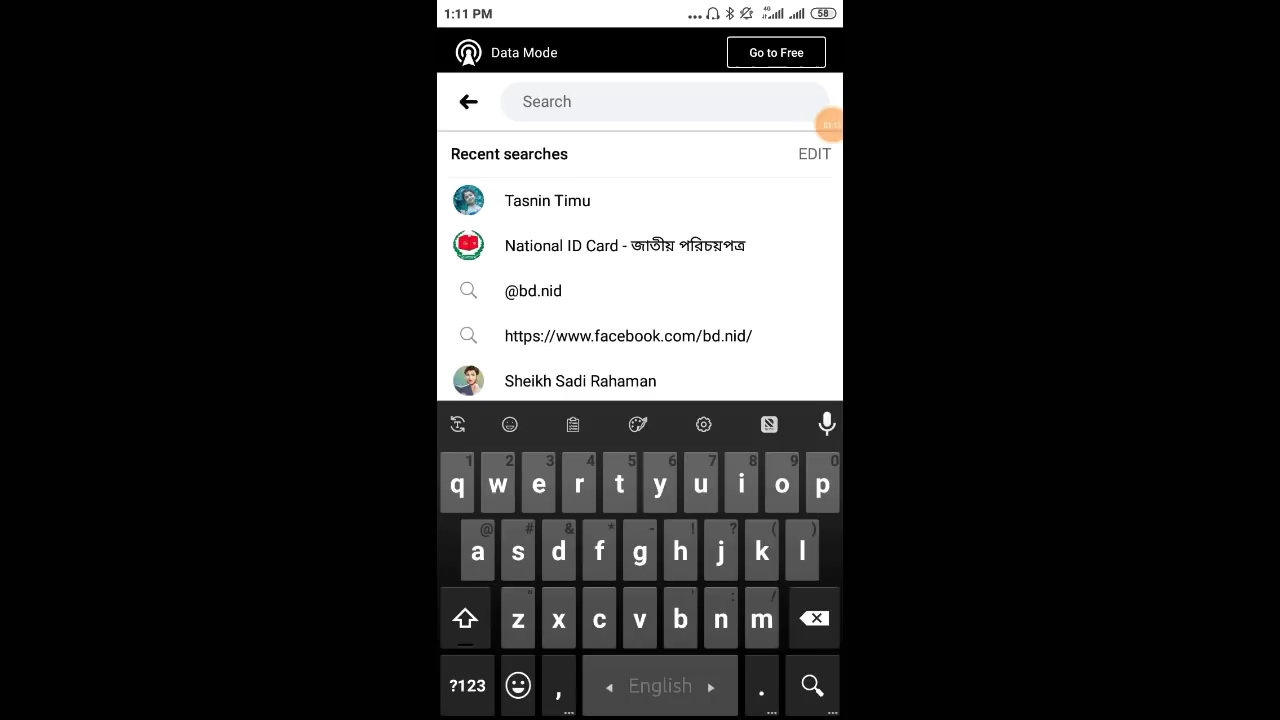 1:11 PM
4G
58
Data Mode
Go to Free
Search
Recent searches
EDIT
Tasnin Timu
National ID Card - জাতীয় পরিচয়পত্র
@bd.nid
https://www.facebook.com/bd.nid/
Sheikh Sadi Rahaman
1 2 3 4 5 6 7 8 9 0
q w e r t y u i o p
@ # & * - ! ? ( )
a s d f g h j k l
" ' : /
z x c v b n m
?123 , English .